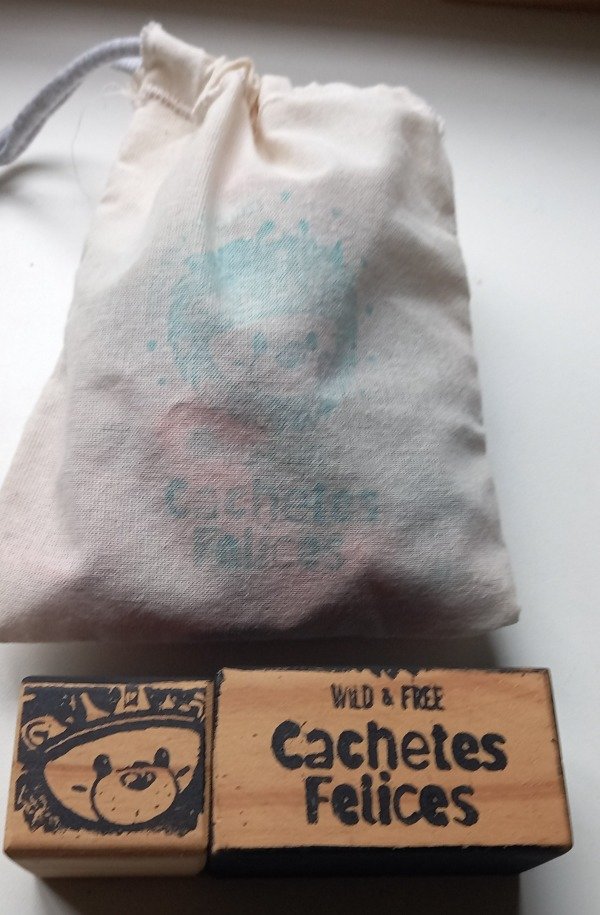 Cachetes
Felices
WILD & FREE
Cachetes
Felices